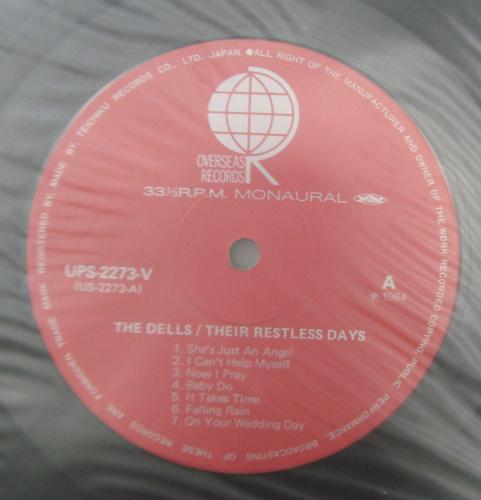 TRADE MARK REGISTERED BY, MADE BY, TEICHIKU RECORDS CO. LTD. JAPAN. ●ALL RIGHT OF THE MANUFACTURER AND OWNER OF THE WORK RECORDED COPYING, PUBLIC PERFORMANCE, BROADCASTING OF THESE RECORDS ARE FORBIDDEN
OVERSEAS
RECORDS
R
33⅓R.P.M. MONAURAL
UPS-2273-V
(US-2273-A)
A
P. 1984
THE DELLS / THEIR RESTLESS DAYS
1. She's Just An Angel
2. I Can't Help Myself
3. Now I Pray
4. Baby Do
5. It Takes Time
6. Falling Rain
7. On Your Wedding Day